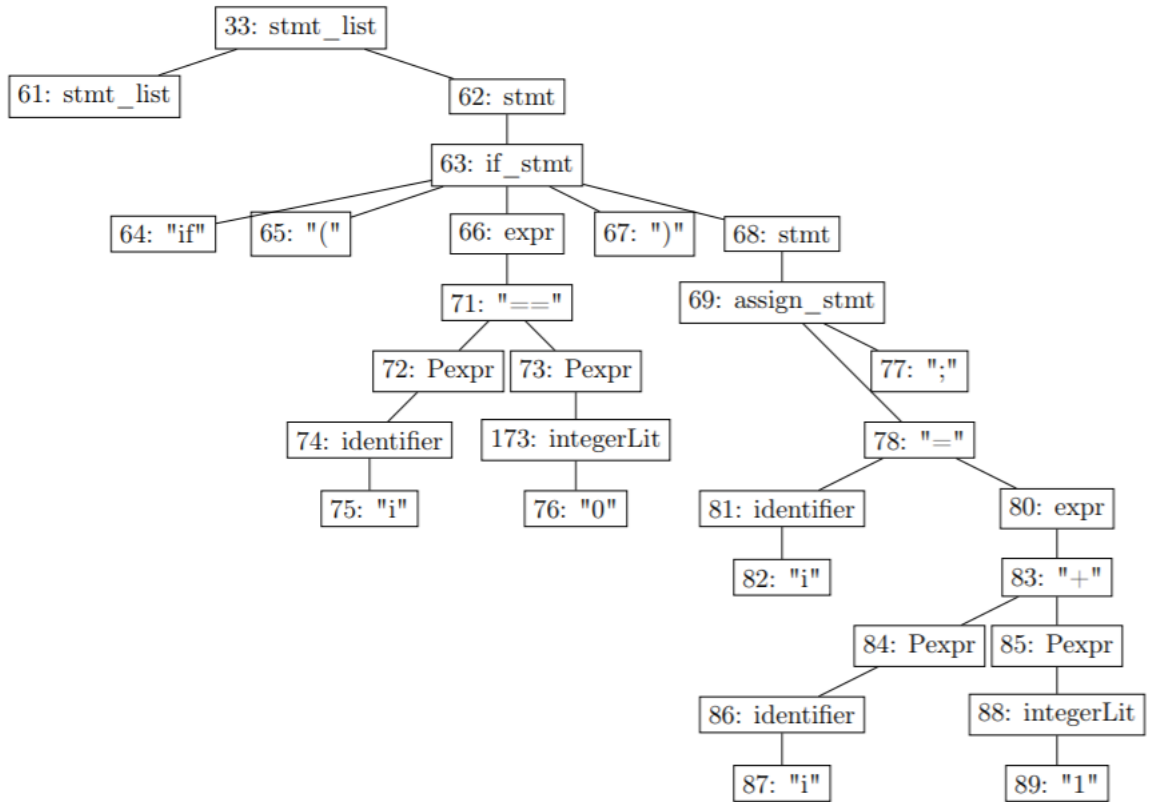 33: stmt_list
61: stmt_list
62: stmt
63: if_stmt
64: "if"
65: "("
66: expr
67: ")"
68: stmt
71: "=="
69: assign_stmt
72: Pexpr
73: Pexpr
77: ";"
74: identifier
173: integerLit
78: "="
75: "i"
76: "0"
81: identifier
80: expr
82: "i"
83: "+"
84: Pexpr
85: Pexpr
86: identifier
88: integerLit
87: "i"
89: "1"